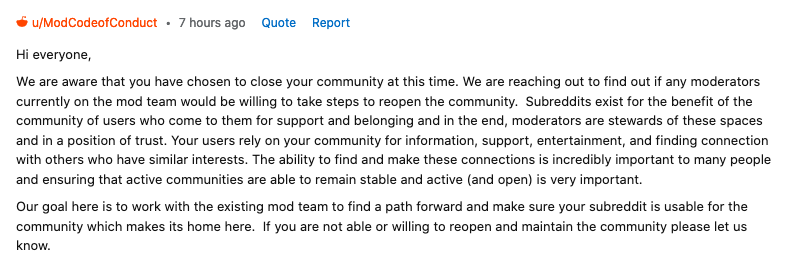 u/ModCodeofConduct • 7 hours ago Quote Report
Hi everyone,
We are aware that you have chosen to close your community at this time. We are reaching out to find out if any moderators
currently on the mod team would be willing to take steps to reopen the community.  Subreddits exist for the benefit of the
community of users who come to them for support and belonging and in the end, moderators are stewards of these spaces
and in a position of trust. Your users rely on your community for information, support, entertainment, and finding connection
with others who have similar interests. The ability to find and make these connections is incredibly important to many people
and ensuring that active communities are able to remain stable and active (and open) is very important.
Our goal here is to work with the existing mod team to find a path forward and make sure your subreddit is usable for the
community which makes its home here.  If you are not able or willing to reopen and maintain the community please let us
know.